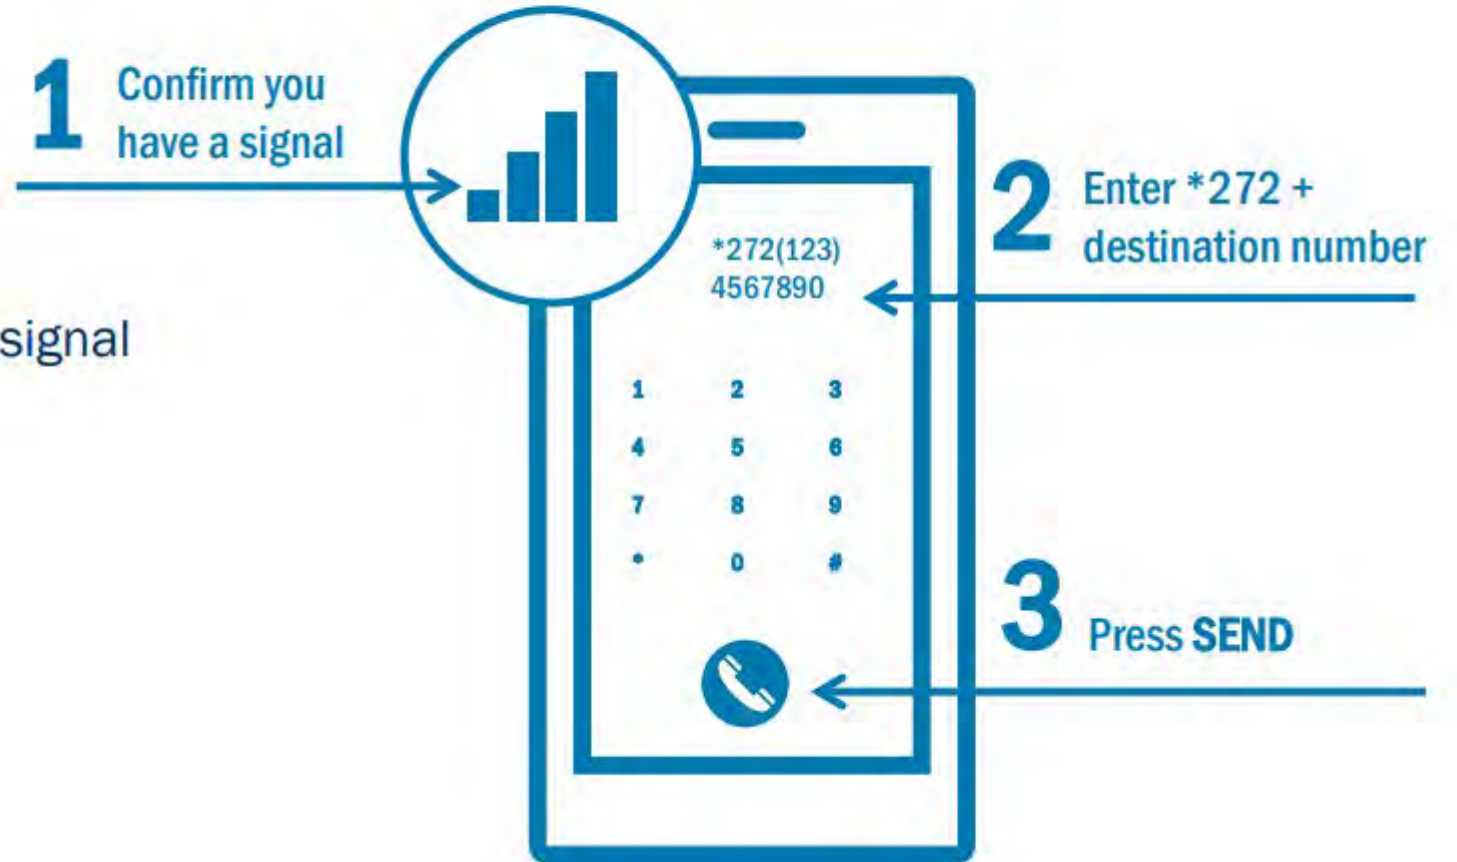 1
Confirm you
have a signal
2
Enter *272 +
destination number
*272(123)
4567890
signal
1 2 3
4 5 6
7 8 9
* 0 #
3
Press SEND